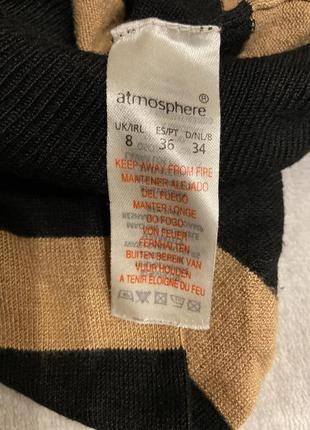 atmosphere®
UK/IRL ES/PT D/NL/B
8 36 34
KEEP AWAY FROM FIRE
MANTENER ALEJADO
DEL FUEGO
MANTER LONGE
DO FOGO
VON FEUER
FERNHALTEN
BUITEN BEREIK VAN
VUUR HOUDEN
A TENIR ÉLOIGNE DU FEU